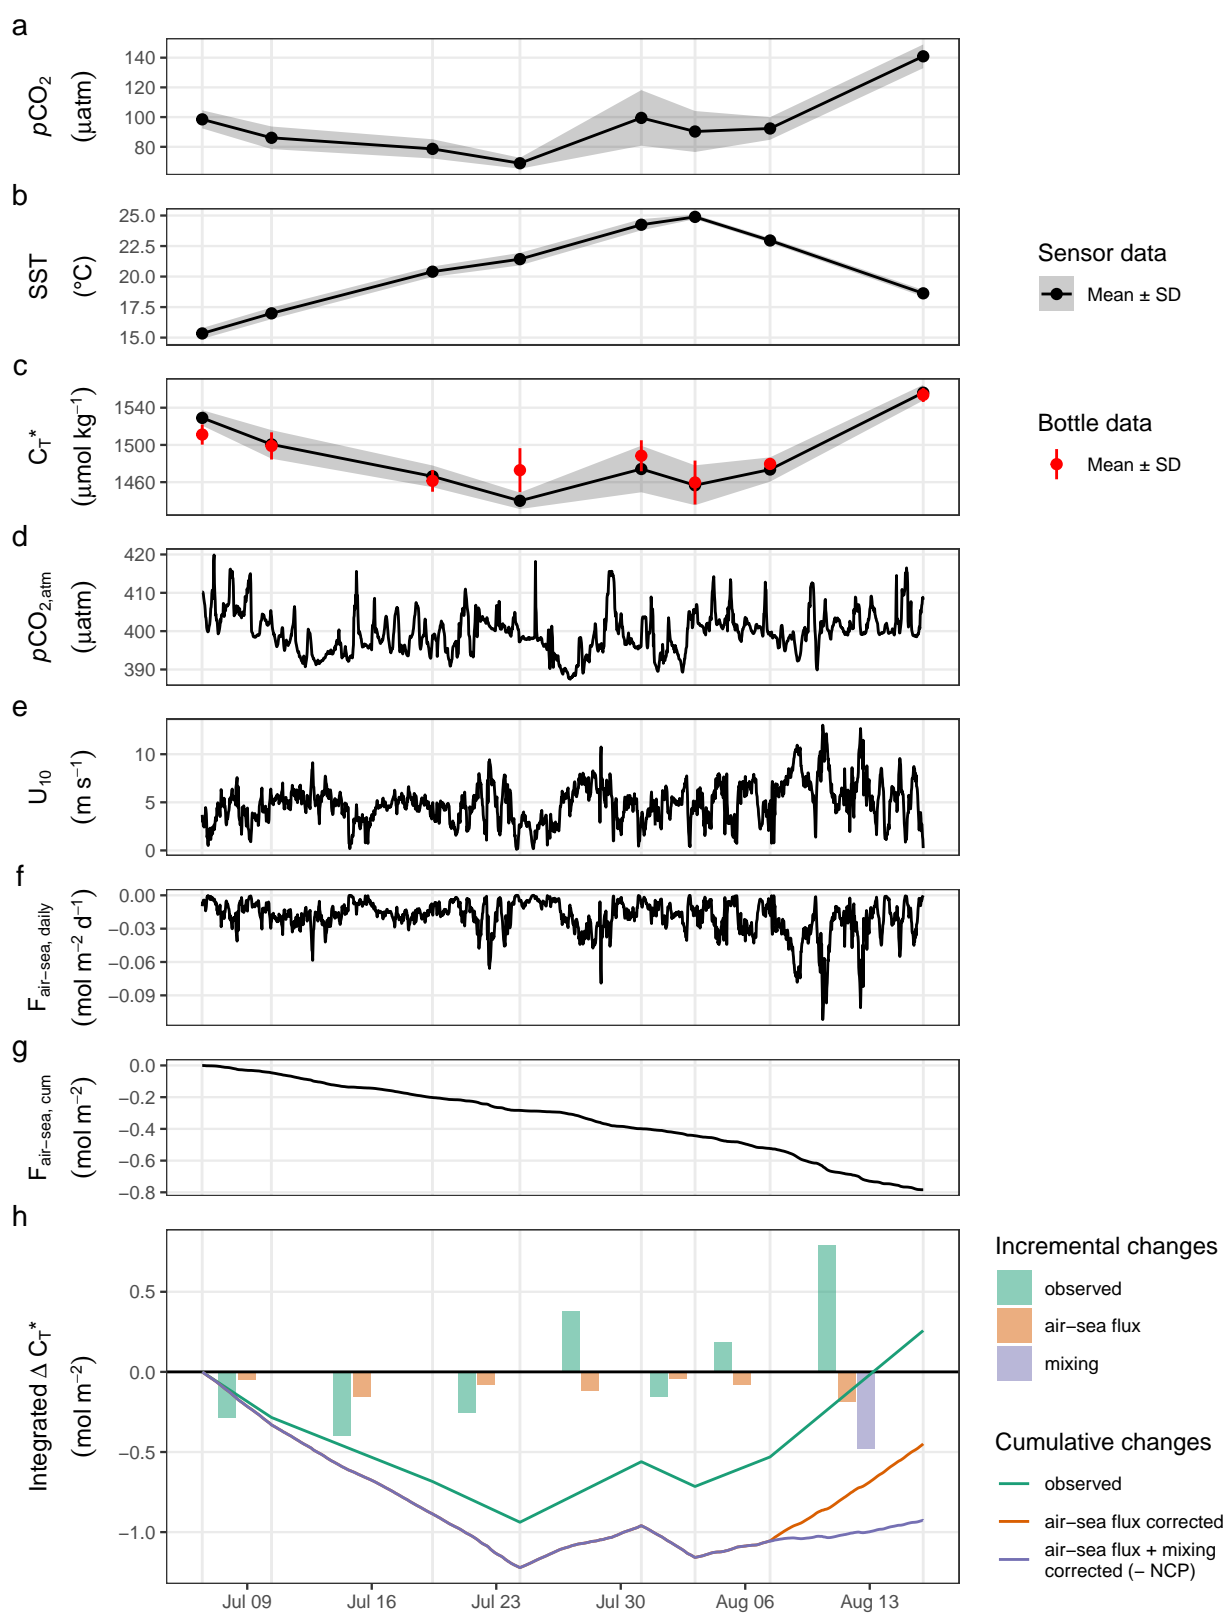 a
pCO₂
(µatm)
140
120
100
80
b
SST
(°C)
25.0
22.5
20.0
17.5
15.0
Sensor data
Mean ± SD
c
C_T*
(µmol kg⁻¹)
1540
1500
1460
Bottle data
Mean ± SD
d
pCO₂,atm
(µatm)
420
410
400
390
e
U₁₀
(m s⁻¹)
10
5
0
f
F air−sea, daily
(mol m⁻² d⁻¹)
0.00
−0.03
−0.06
−0.09
g
F air−sea, cum
(mol m⁻²)
0.0
−0.2
−0.4
−0.6
−0.8
h
Integrated Δ C_T*
(mol m⁻²)
0.5
0.0
−0.5
−1.0
Jul 09 Jul 16 Jul 23 Jul 30 Aug 06 Aug 13
Incremental changes
observed
air−sea flux
mixing
Cumulative changes
observed
air−sea flux corrected
air−sea flux + mixing
corrected (− NCP)